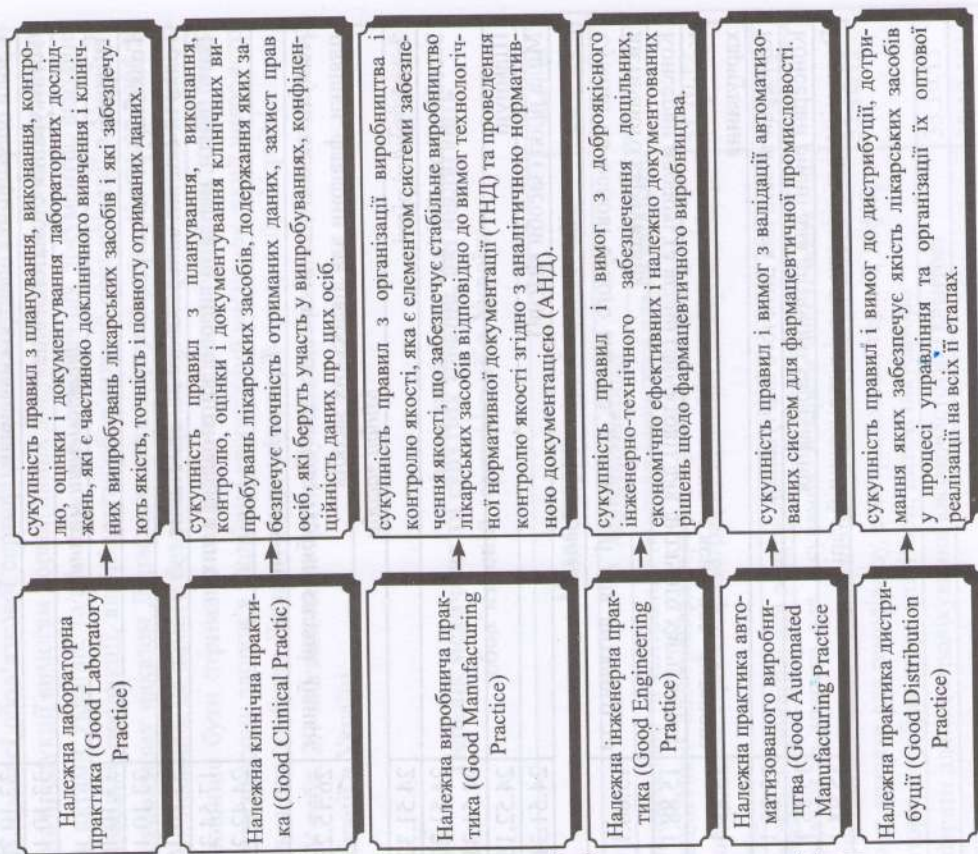 Належна лабораторна
практика (Good Laboratory
Practice)
сукупність правил з планування, виконання, контро-
лю, оцінки і документування лабораторних дослід-
жень, які є частиною доклінічного вивчення і клініч-
них випробувань лікарських засобів і які забезпечу-
ють якість, точність і повноту отриманих даних.
Належна клінічна практи-
ка (Good Clinical Practic)
сукупність правил з планування, виконання,
контролю, оцінки і документування клінічних ви-
пробувань лікарських засобів, додержання яких за-
безпечує точність отриманих даних, захист прав
осіб, які беруть участь у випробуваннях, конфіден-
ційність даних про цих осіб.
Належна виробнича прак-
тика (Good Manufacturing
Practice)
сукупність правил з організації виробництва і
контролю якості, яка є елементом системи забезпе-
чення якості, що забезпечує стабільне виробництво
лікарських засобів відповідно до вимог технологіч-
ної нормативної документації (ТНД) та проведення
контролю якості згідно з аналітичною норматив-
ною документацією (АНД).
Належна інженерна прак-
тика (Good Engineering
Practice)
сукупність правил і вимог з доброякісного
інженерно-технічного забезпечення доцільних,
економічно ефективних і належно документованих
рішень щодо фармацевтичного виробництва.
Належна практика авто-
матизованого виробни-
цтва (Good Automated
Manufacturing Practice
сукупність правил і вимог з валідації автоматизо-
ваних систем для фармацевтичної промисловості.
Належна практика дистри-
буції (Good Distribution
Practice)
сукупність правил і вимог до дистрибуції, дотри-
мання яких забезпечує якість лікарських засобів
у процесі управління та організації їх оптової
реалізації на всіх її етапах.